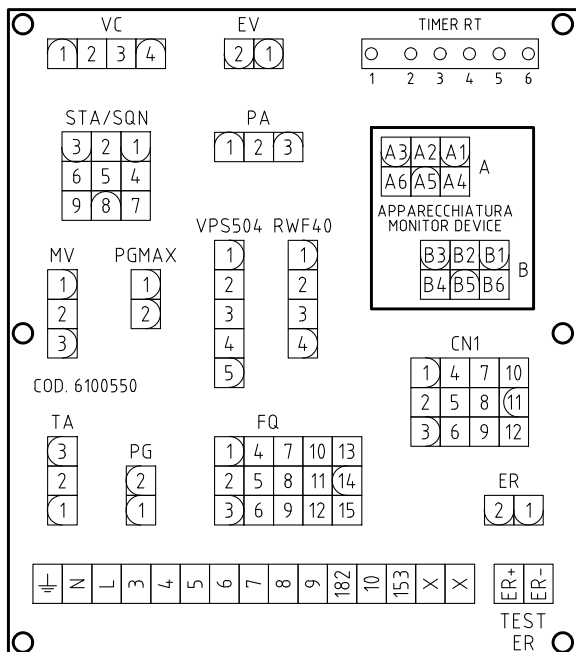 VC EV TIMER RT
1 2 3 4 2 1
1 2 3 4 5 6
STA/SQN PA
3 2 1
6 5 4
9 8 7
1 2 3
A3 A2 A1
A6 A5 A4
A
APPARECCHIATURA
MONITOR DEVICE
B3 B2 B1
B4 B5 B6
B
VPS504 RWF40
1
2
3
4
5
1
2
3
4
MV PGMAX
1
2
3
1
2
CN1
1 4 7 10
2 5 8 11
3 6 9 12
COD. 6100550
TA PG FQ
3
2
1
2
1
1 4 7 10 13
2 5 8 11 14
3 6 9 12 15
ER
2 1
N L 3 4 5 6 7 8 9 182 10 153 X X
ER+ ER-
TEST
ER